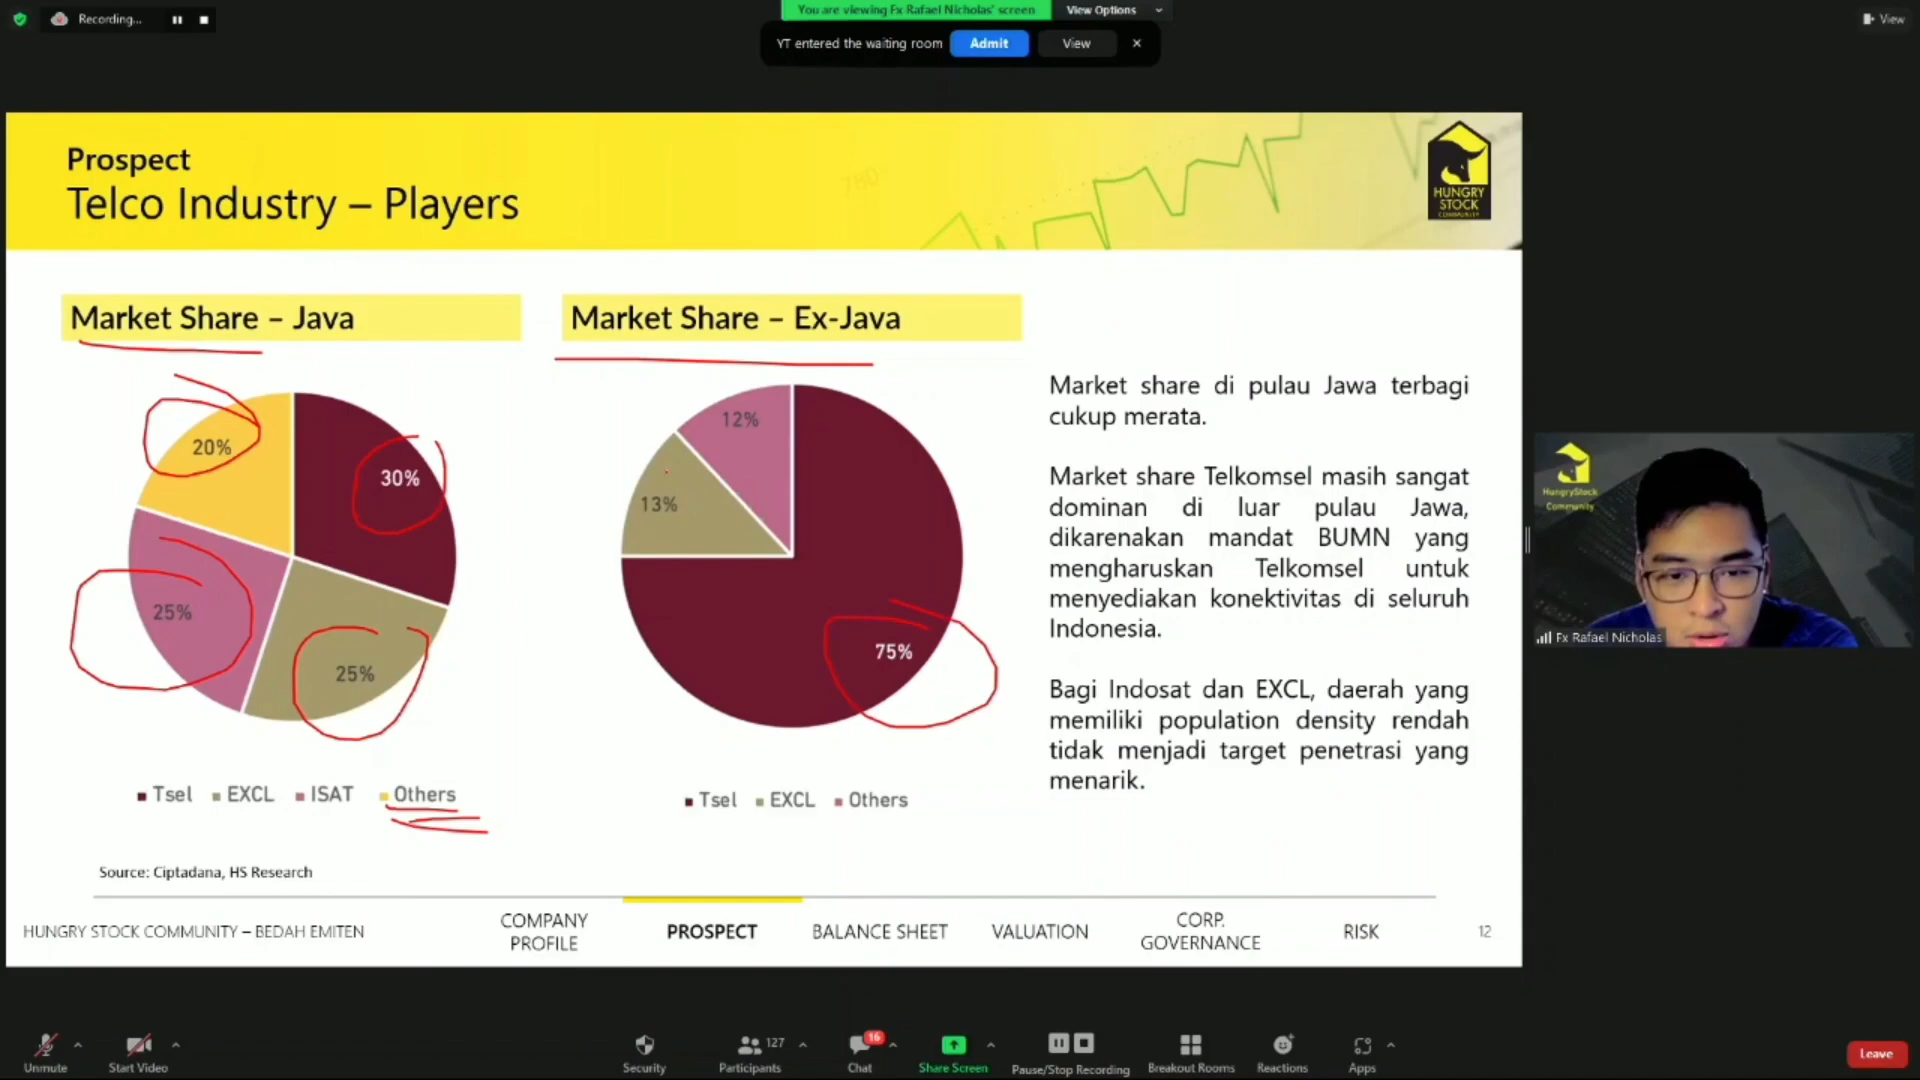 Recording...
You are viewing Fx Rafael Nicholas' screen
View Options
View
YT entered the waiting room
Admit
View
Prospect
Telco Industry – Players
HUNGRY
STOCK
COMMUNITY
Market Share – Java
Market Share – Ex-Java
20%
30%
25%
25%
Tsel EXCL ISAT Others
12%
13%
75%
Tsel EXCL Others
Market share di pulau Jawa terbagi
cukup merata.
Market share Telkomsel masih sangat
dominan di luar pulau Jawa,
dikarenakan mandat BUMN yang
mengharuskan Telkomsel untuk
menyediakan konektivitas di seluruh
Indonesia.
Bagi Indosat dan EXCL, daerah yang
memiliki population density rendah
tidak menjadi target penetrasi yang
menarik.
HungryStock
Community
Fx Rafael Nicholas
Source: Ciptadana, HS Research
HUNGRY STOCK COMMUNITY – BEDAH EMITEN
COMPANY
PROFILE
PROSPECT
BALANCE SHEET
VALUATION
CORP.
GOVERNANCE
RISK
12
Unmute
Start Video
Security
Participants
127
Chat
16
Share Screen
Pause/Stop Recording
Breakout Rooms
Reactions
Apps
Leave